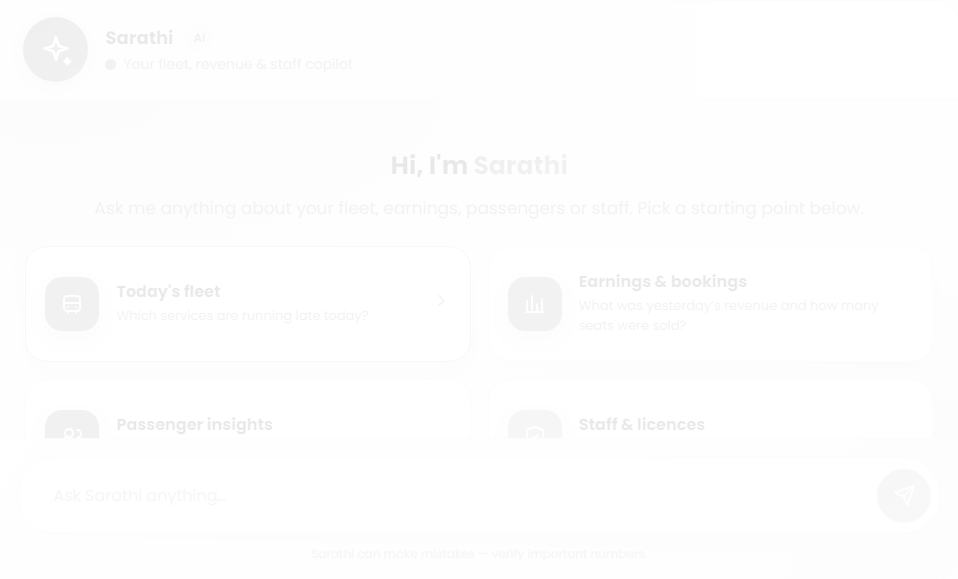 Sarathi AI
Your fleet, revenue & staff copilot
Hi, I'm Sarathi
Ask me anything about your fleet, earnings, passengers or staff. Pick a starting point below.
Today's fleet
Which services are running late today?
Earnings & bookings
What was yesterday's revenue and how many
seats were sold?
Passenger insights
Staff & licences
Ask Sarathi anything...
Sarathi can make mistakes — verify important numbers.